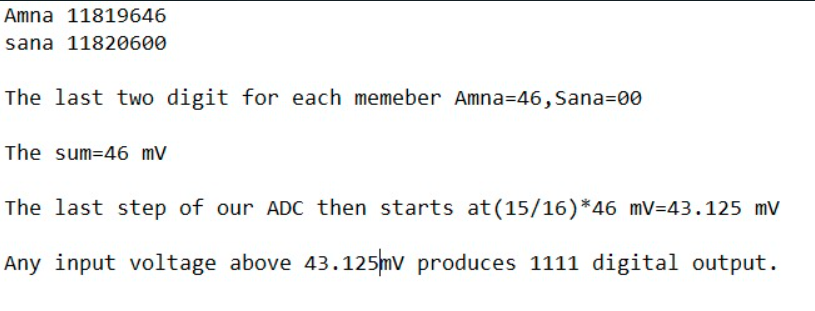 Amna 11819646
sana 11820600
The last two digit for each memeber Amna=46,Sana=00
The sum=46 mV
The last step of our ADC then starts at(15/16)*46 mV=43.125 mV
Any input voltage above 43.125mV produces 1111 digital output.